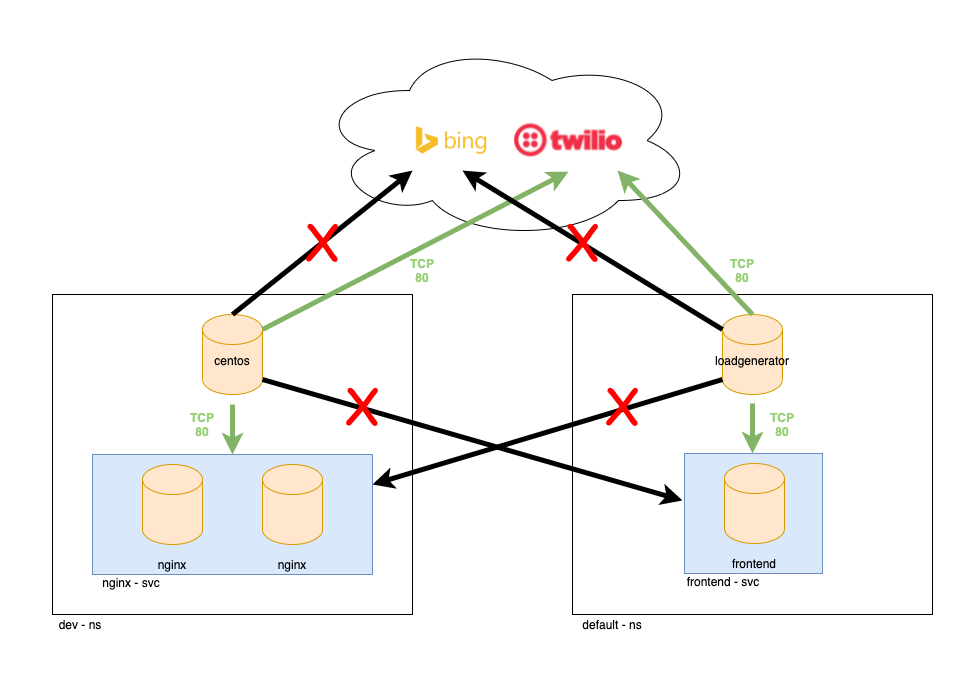 bing
twilio
TCP
80
TCP
80
centos
loadgenerator
TCP
80
TCP
80
nginx
nginx
frontend
nginx - svc
frontend - svc
dev - ns
default - ns